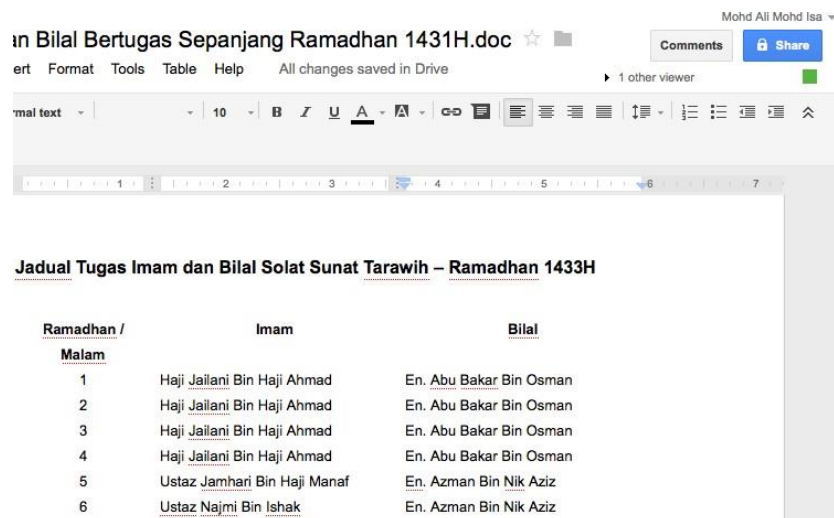 Mohd Ali Mohd Isa
an Bilal Bertugas Sepanjang Ramadhan 1431H.doc
Comments
Share
ert Format Tools Table Help All changes saved in Drive
1 other viewer
rmal text 10 B I U A A
1 2 3 4 5 6 7
Jadual Tugas Imam dan Bilal Solat Sunat Tarawih – Ramadhan 1433H
Ramadhan / Imam Bilal
Malam
1 Haji Jailani Bin Haji Ahmad En. Abu Bakar Bin Osman
2 Haji Jailani Bin Haji Ahmad En. Abu Bakar Bin Osman
3 Haji Jailani Bin Haji Ahmad En. Abu Bakar Bin Osman
4 Haji Jailani Bin Haji Ahmad En. Abu Bakar Bin Osman
5 Ustaz Jamhari Bin Haji Manaf En. Azman Bin Nik Aziz
6 Ustaz Najmi Bin Ishak En. Azman Bin Nik Aziz